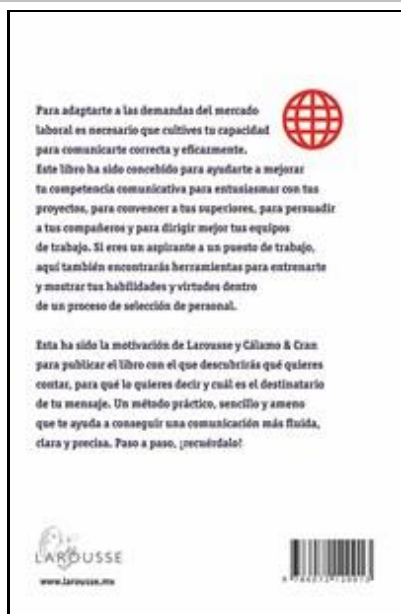 Para adaptarte a las demandas del mercado
laboral es necesario que cultives tu capacidad
para comunicarte correcta y eficazmente.
Este libro ha sido concebido para ayudarte a mejorar
tu competencia comunicativa para entusiasmar con tus
proyectos, para convencer a tus superiores, para persuadir
a tus compañeros y para dirigir mejor tus equipos
de trabajo. Si eres un aspirante a un puesto de trabajo,
aquí también encontrarás herramientas para entrenarte
y mostrar tus habilidades y virtudes dentro
de un proceso de selección de personal.
Esta ha sido la motivación de Larousse y Cálamo & Cran
para publicar el libro con el que descubrirás qué quieres
contar, para qué lo quieres decir y cuál es el destinatario
de tu mensaje. Un método práctico, sencillo y ameno
que te ayuda a conseguir una comunicación más fluida,
clara y precisa. Paso a paso, ¡recuérdalo!
LAROUSSE
www.larousse.mx